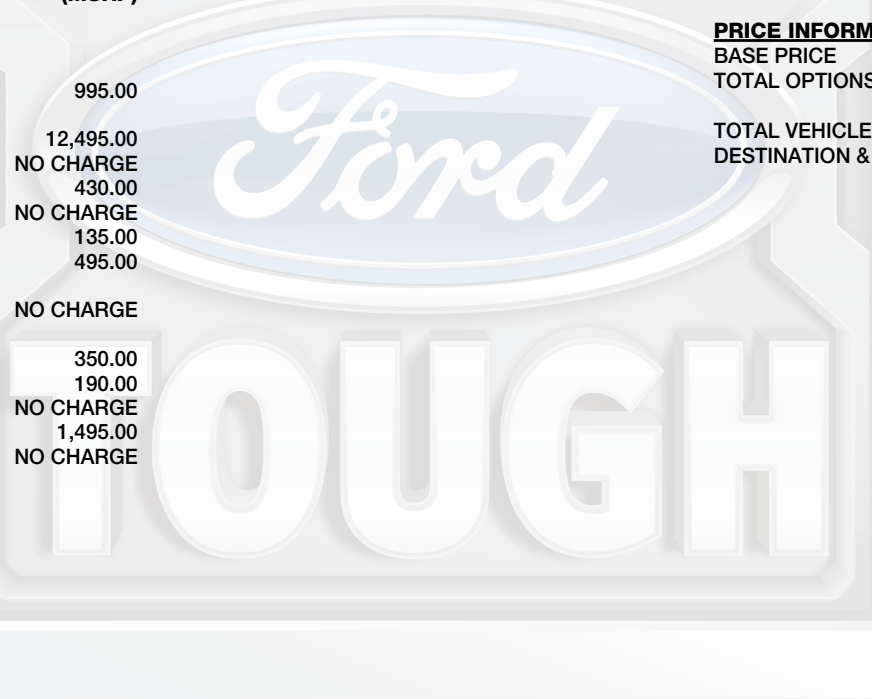 (MSRP)
995.00
12,495.00
NO CHARGE
430.00
NO CHARGE
135.00
495.00
NO CHARGE
350.00
190.00
NO CHARGE
1,495.00
NO CHARGE
PRICE INFORM
BASE PRICE
TOTAL OPTIONS
TOTAL VEHICLE
DESTINATION &
Ford
TOUGH